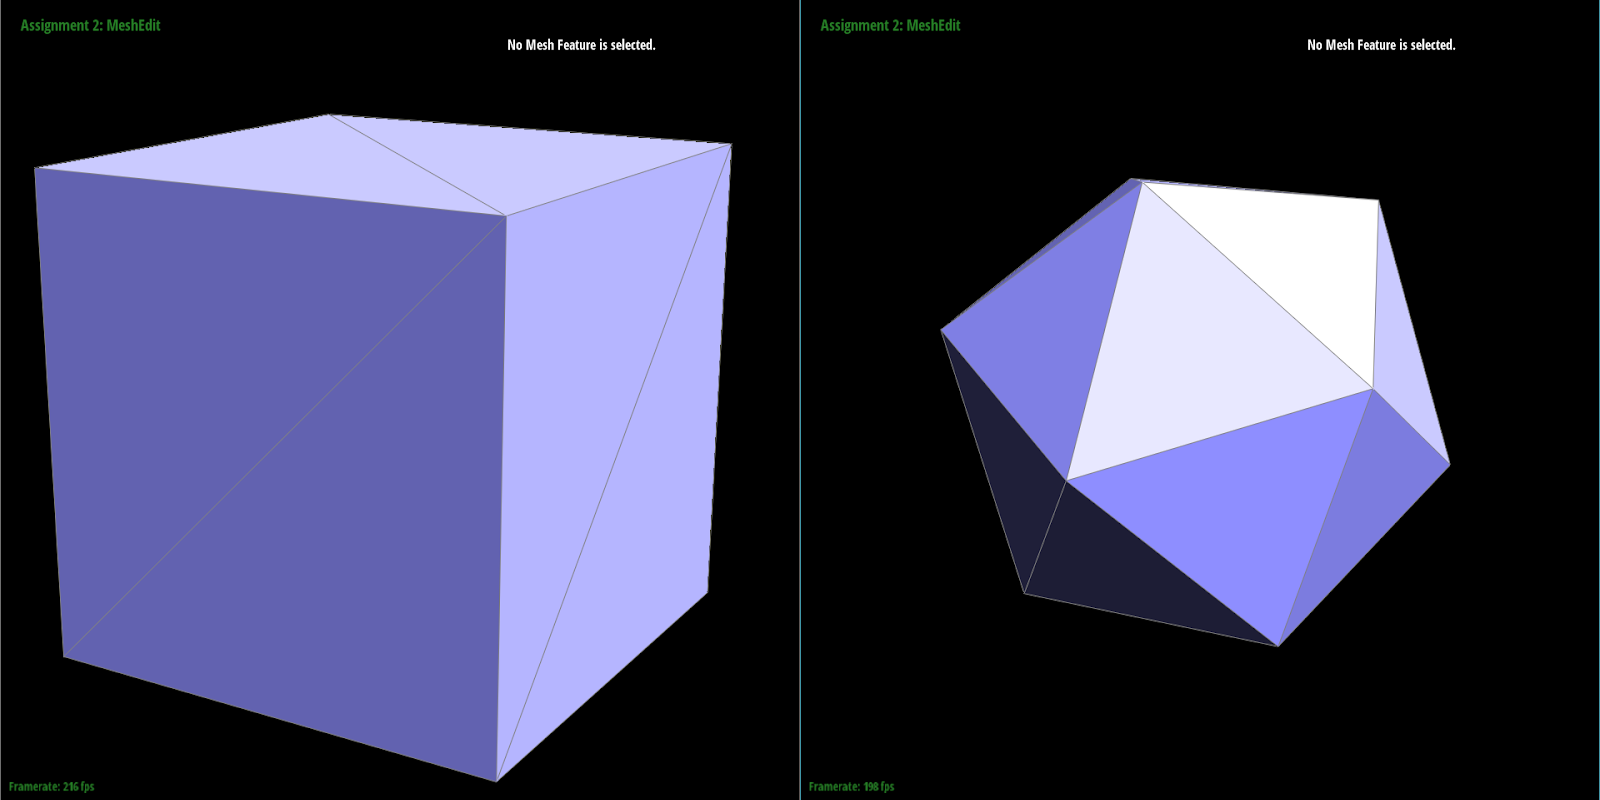 Assignment 2: MeshEdit
No Mesh Feature is selected.
Framerate: 216 fps
Assignment 2: MeshEdit
No Mesh Feature is selected.
Framerate: 198 fps